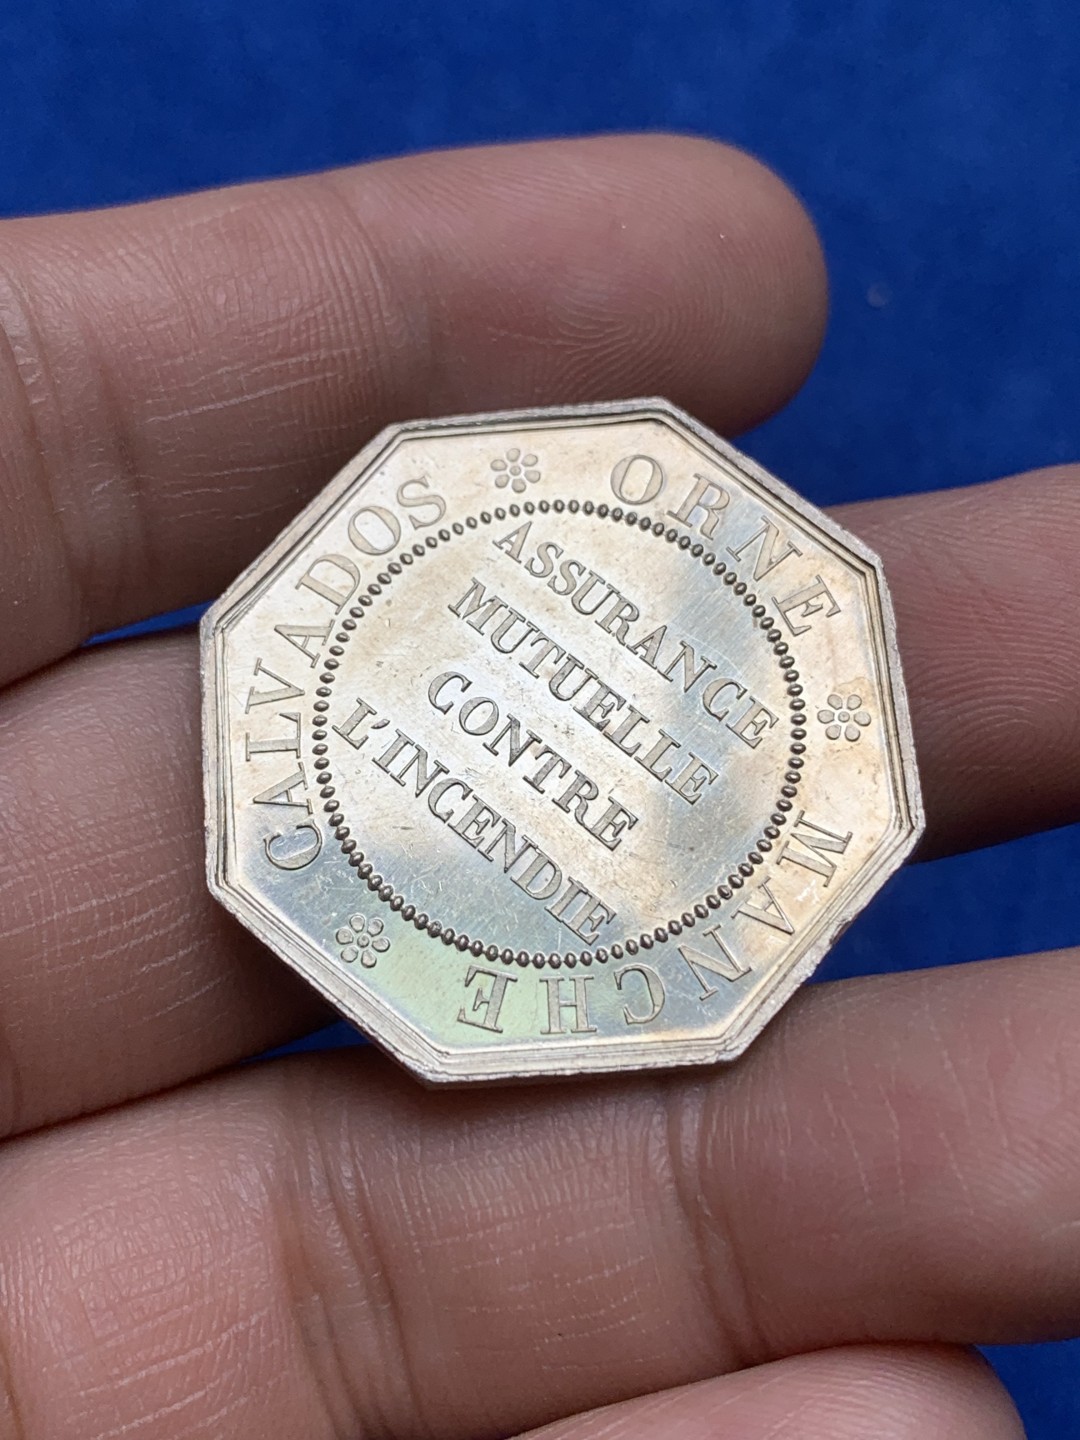 CALVADOS ORNE MANCHE
ASSURANCE
MUTUELLE
CONTRE
L'INCENDIE